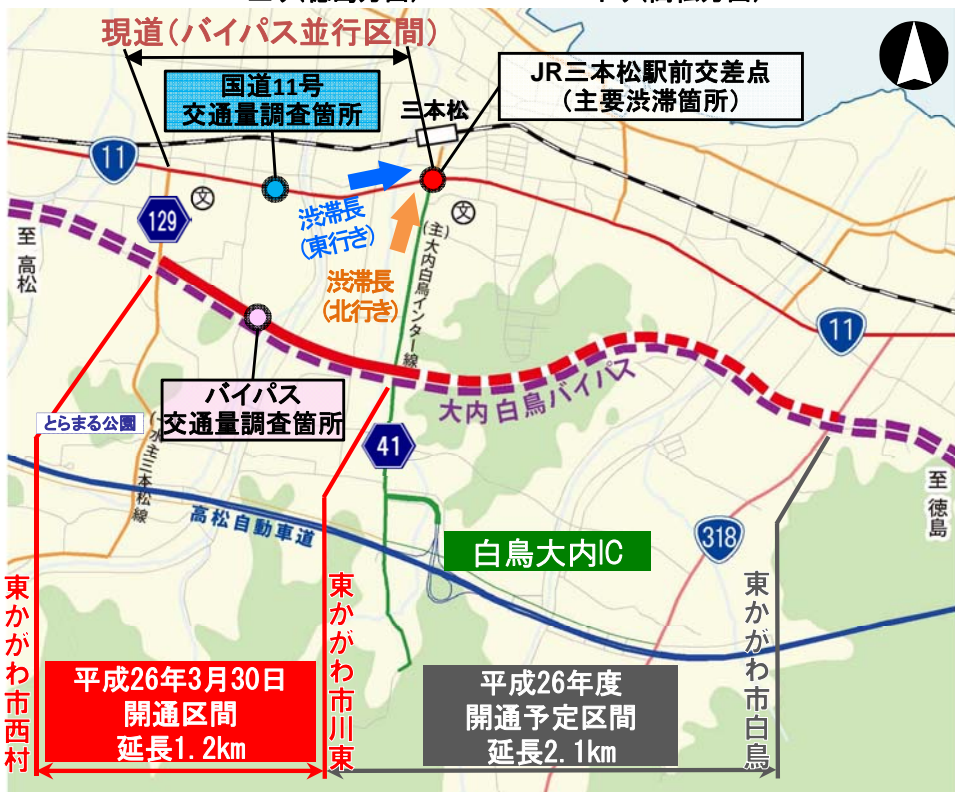 現道(バイパス並行区間)
国道11号
交通量調査箇所
JR三本松駅前交差点
(主要渋滞箇所)
三本松
11
文
129
至 高松
渋滞長
(東行き)
文
渋滞長
(北行き)
(主)大内白鳥インター線
11
バイパス
交通量調査箇所
大内白鳥バイパス
とらまる公園
水主三本松線
41
高松自動車道
白鳥大内IC
318
至 徳島
東かがわ市西村
東かがわ市川東
東かがわ市白鳥
平成26年3月30日
開通区間
延長1.2km
平成26年度
開通予定区間
延長2.1km